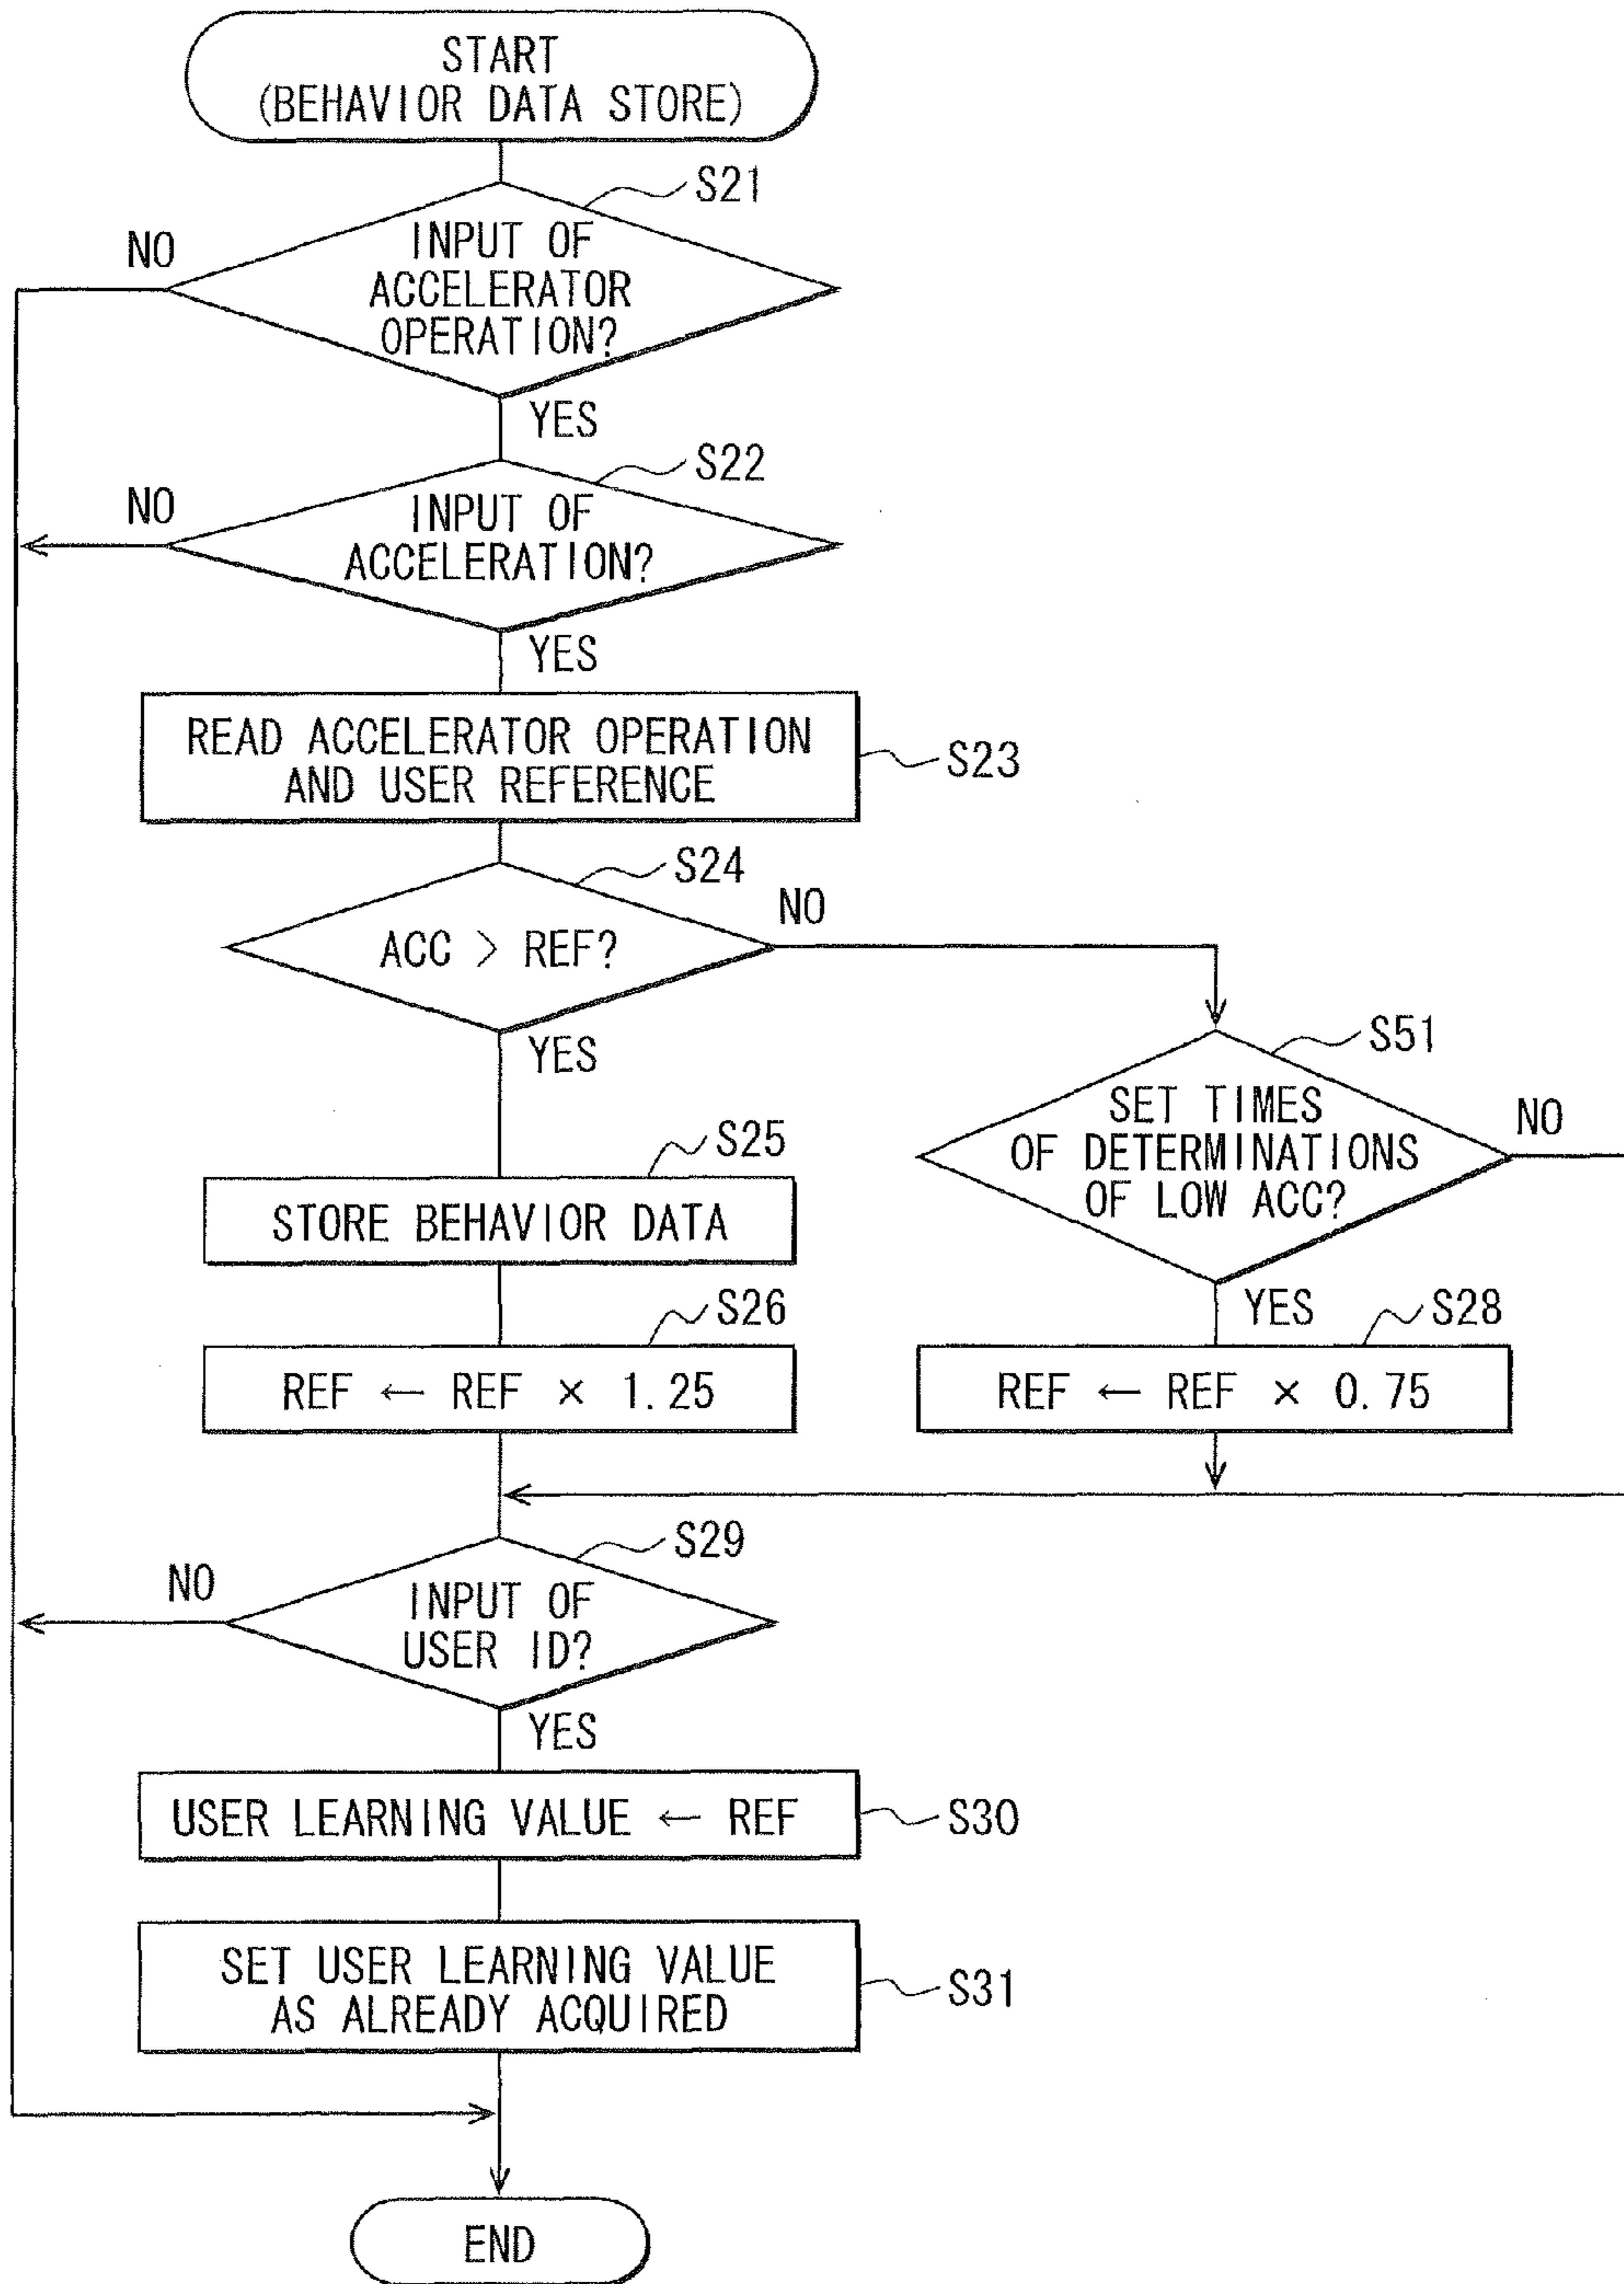 START
(BEHAVIOR DATA STORE)
S21
NO
INPUT OF
ACCELERATOR
OPERATION?
YES
S22
NO
INPUT OF
ACCELERATION?
YES
READ ACCELERATOR OPERATION
AND USER REFERENCE
S23
S24
NO
ACC > REF?
YES
S51
SET TIMES
OF DETERMINATIONS
OF LOW ACC?
NO
YES
S25
STORE BEHAVIOR DATA
S26
REF ← REF × 1.25
S28
REF ← REF × 0.75
S29
NO
INPUT OF
USER ID?
YES
USER LEARNING VALUE ← REF
S30
SET USER LEARNING VALUE
AS ALREADY ACQUIRED
S31
END